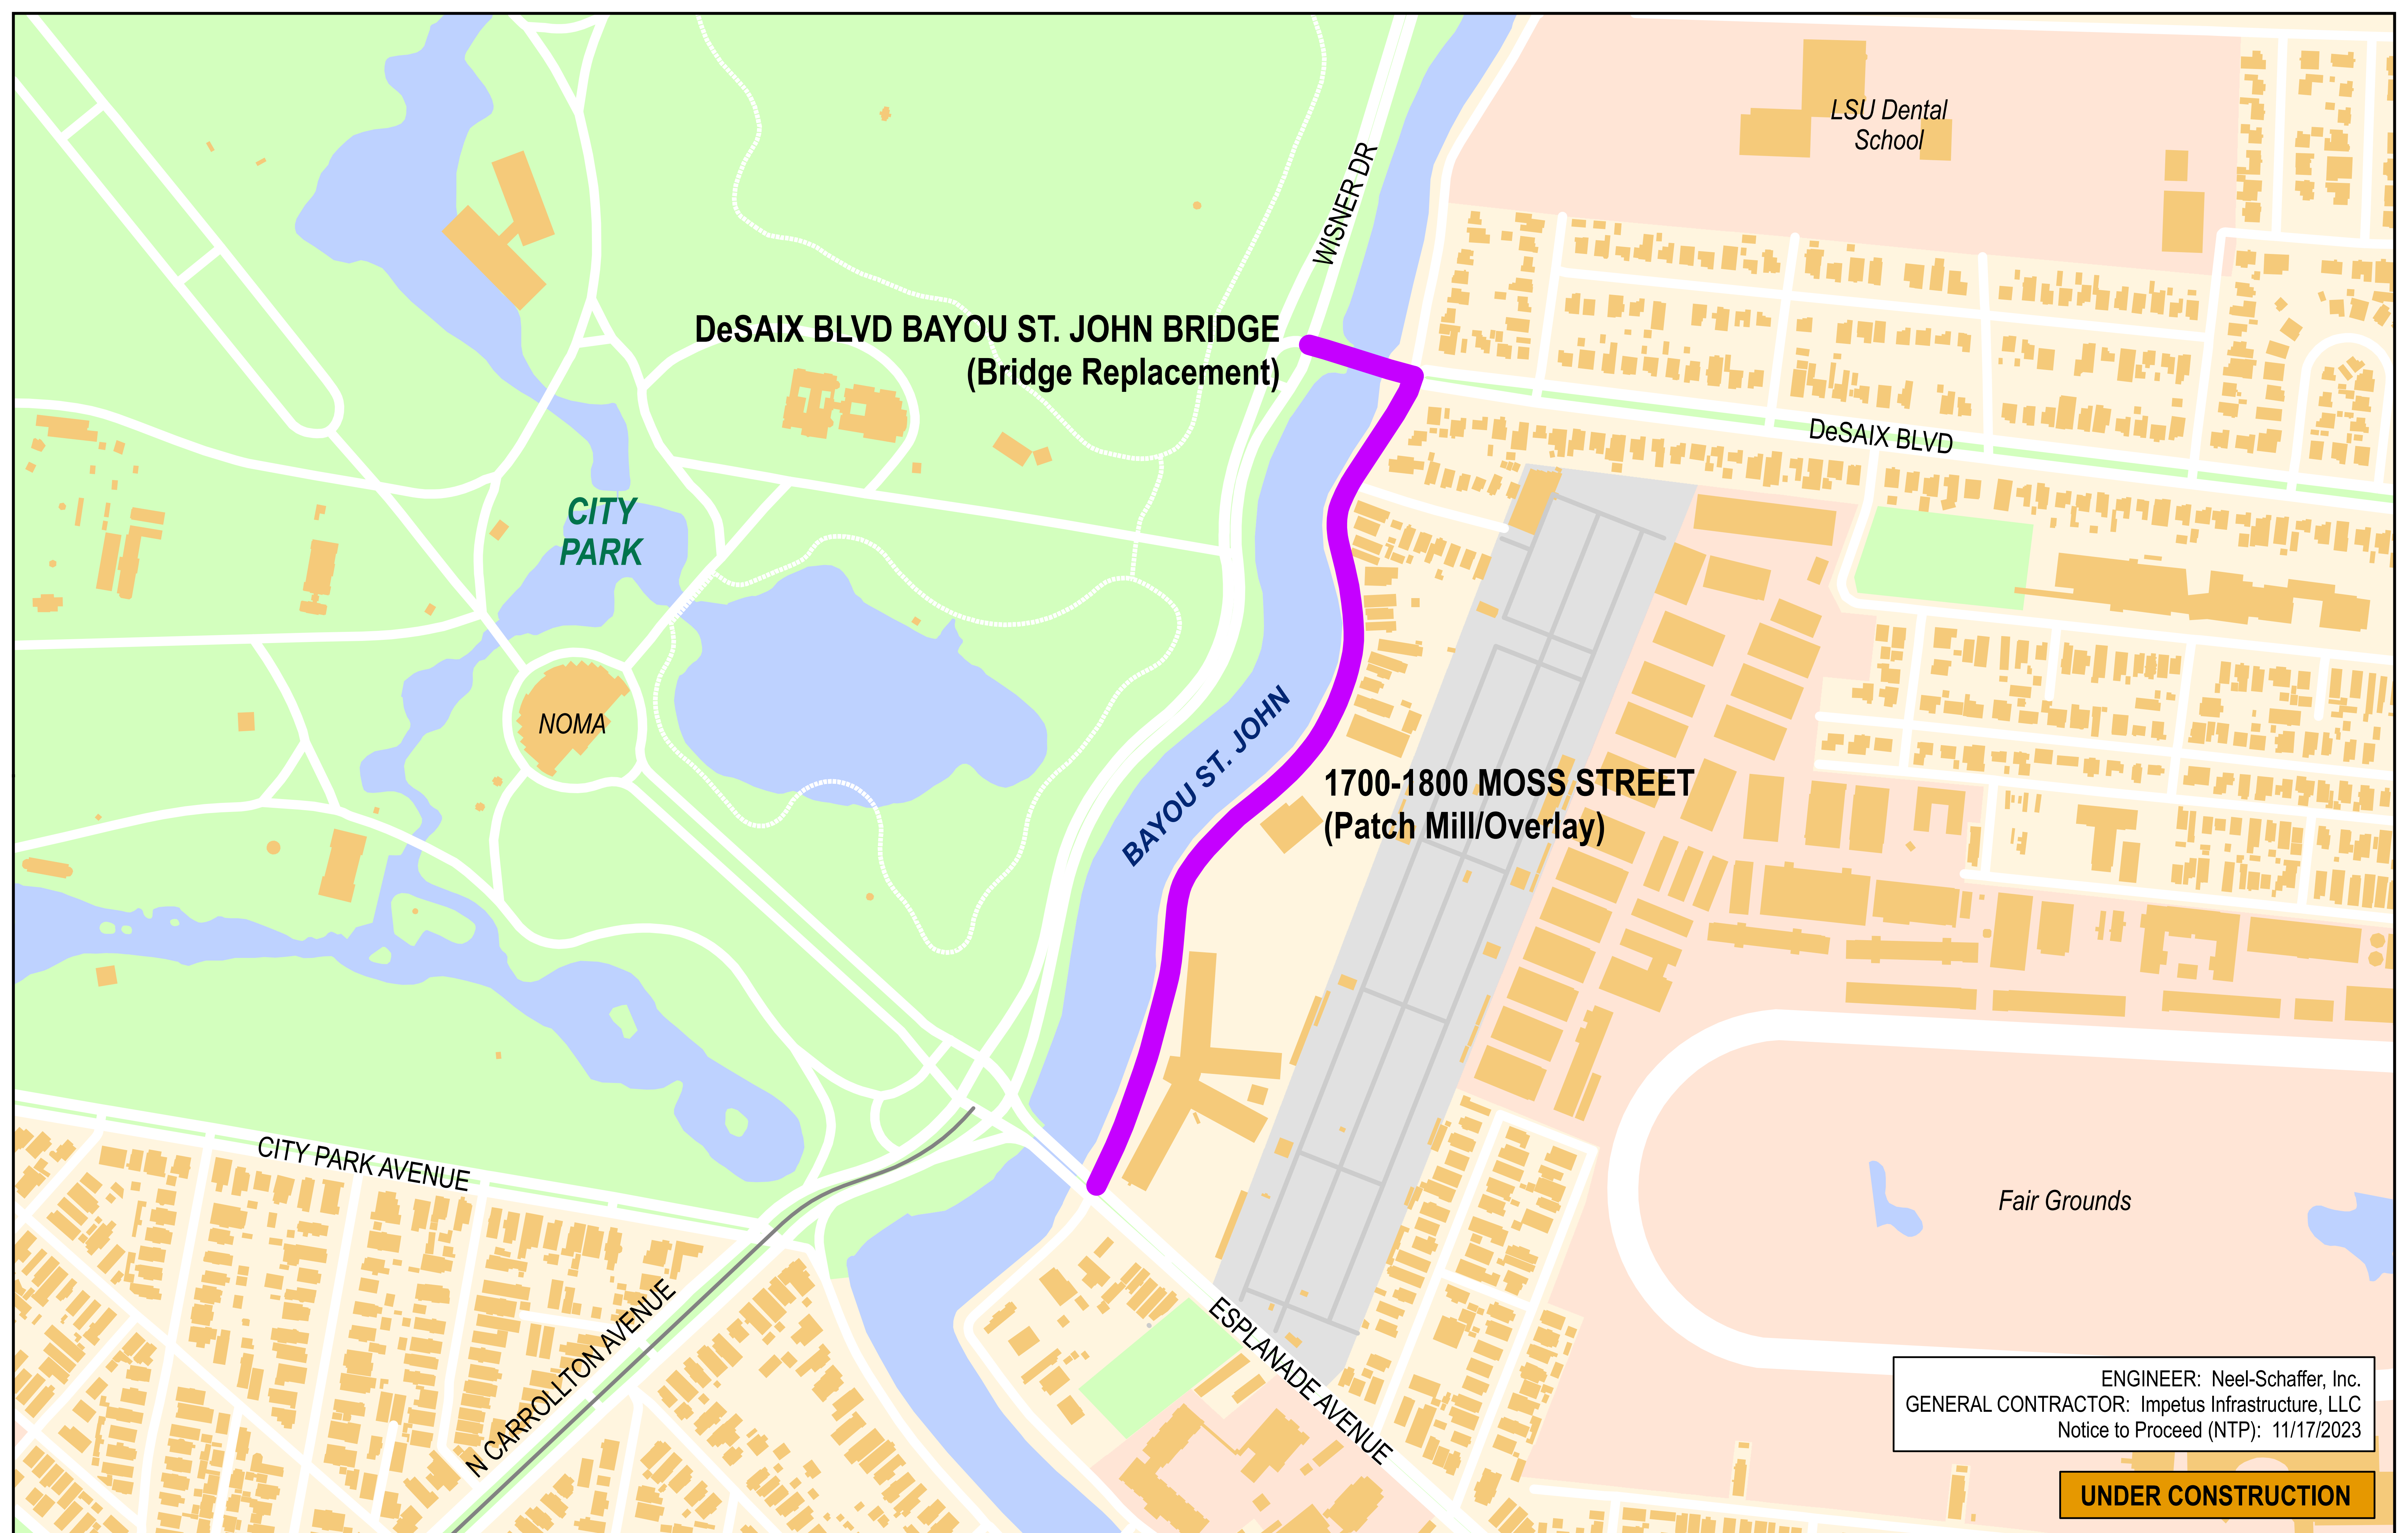 LSU Dental
School
WISNER DR
DeSAIX BLVD BAYOU ST. JOHN BRIDGE
(Bridge Replacement)
DeSAIX BLVD
CITY
PARK
NOMA
BAYOU ST. JOHN
1700-1800 MOSS STREET
(Patch Mill/Overlay)
CITY PARK AVENUE
Fair Grounds
N CARROLLTON AVENUE
ESPLANADE AVENUE
ENGINEER: Neel-Schaffer, Inc.
GENERAL CONTRACTOR: Impetus Infrastructure, LLC
Notice to Proceed (NTP): 11/17/2023
UNDER CONSTRUCTION